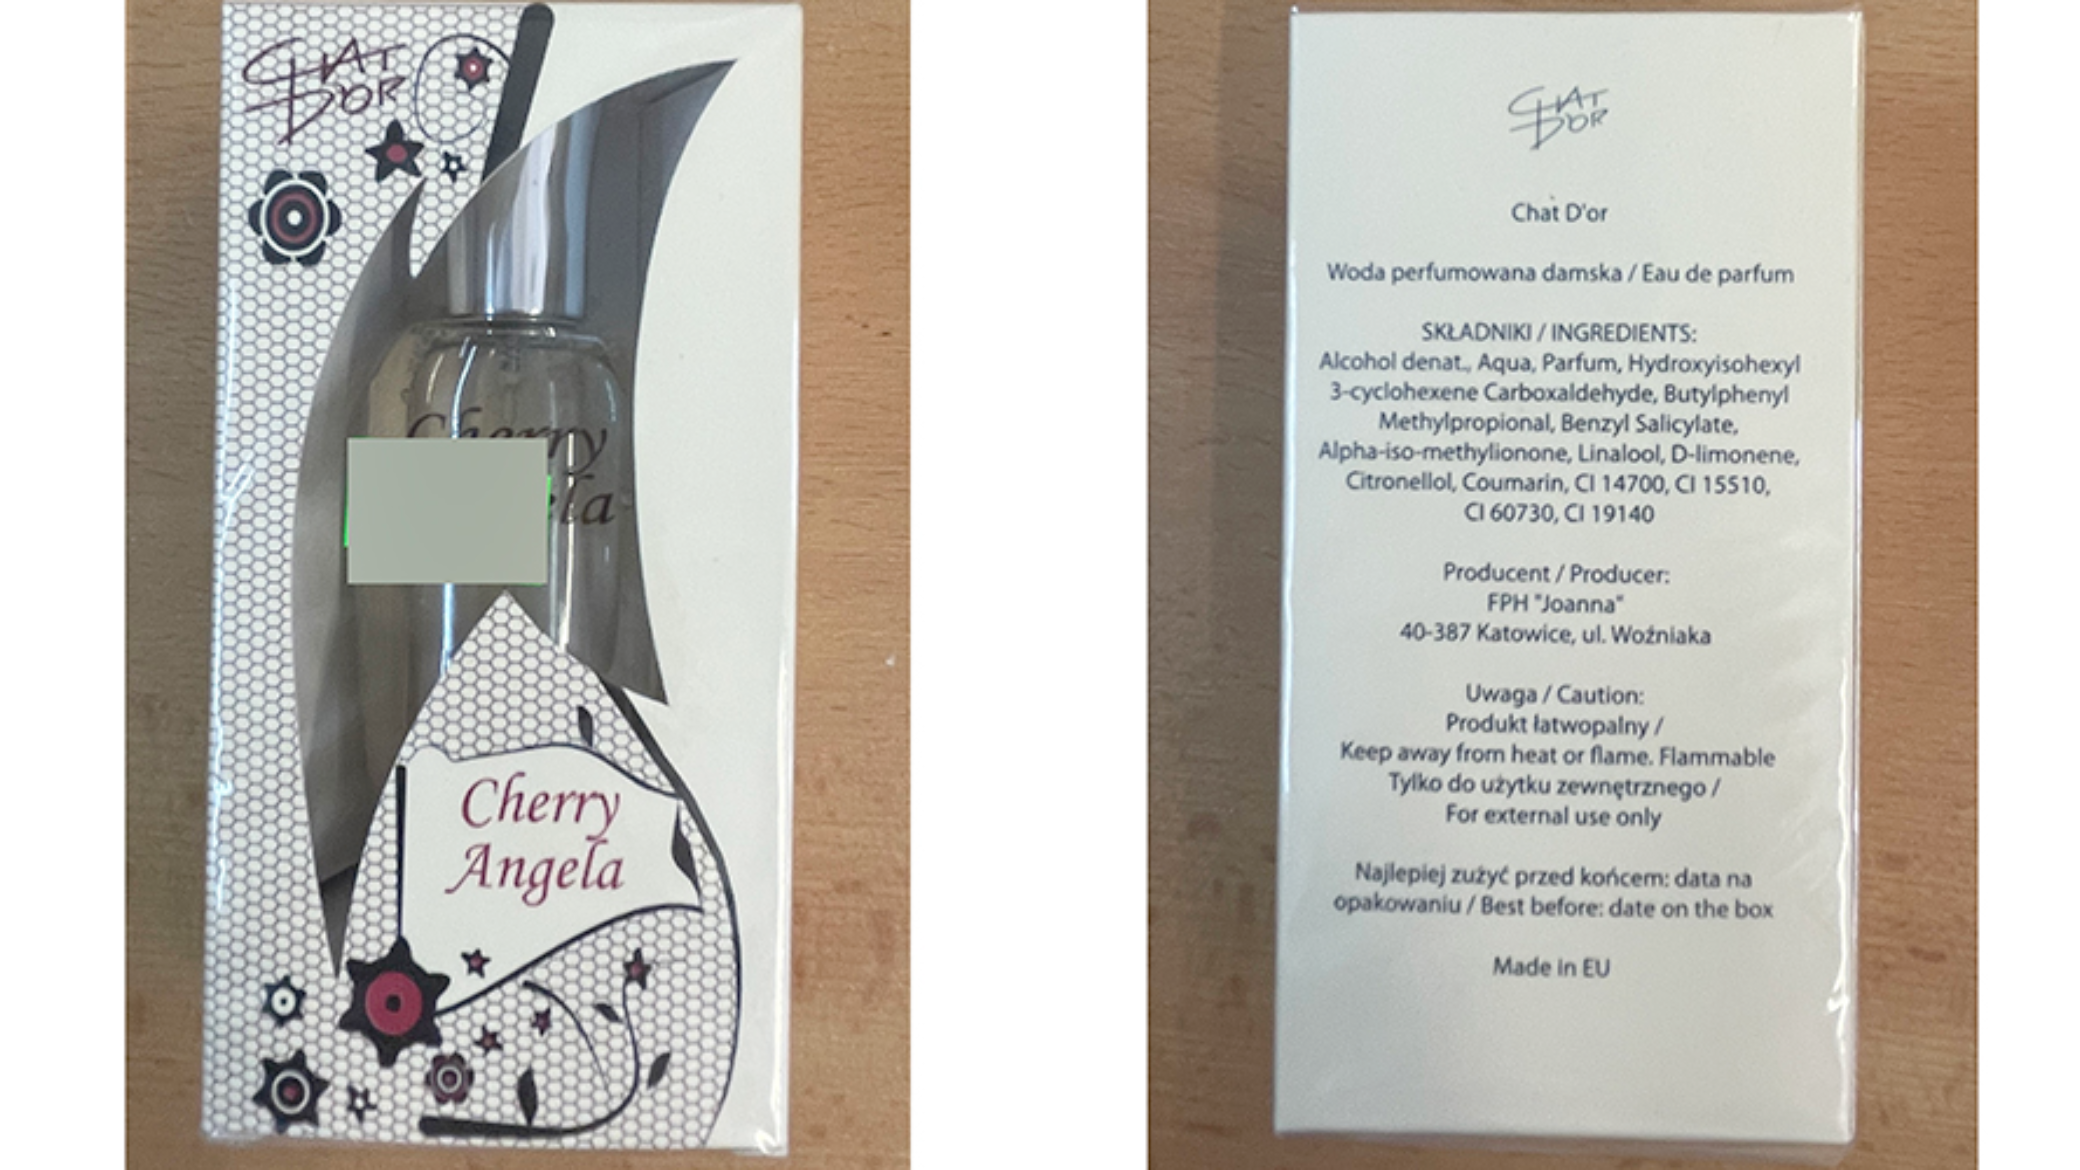 CHAT
D'OR
Cherry
ela
Cherry
Angela
CHAT
D'OR
Chat D'or
Woda perfumowana damska / Eau de parfum
SKŁADNIKI / INGREDIENTS:
Alcohol denat., Aqua, Parfum, Hydroxyisohexyl
3-cyclohexene Carboxaldehyde, Butylphenyl
Methylpropional, Benzyl Salicylate,
Alpha-iso-methylionone, Linalool, D-limonene,
Citronellol, Coumarin, CI 14700, CI 15510,
CI 60730, CI 19140
Producent / Producer:
FPH "Joanna"
40-387 Katowice, ul. Woźniaka
Uwaga / Caution:
Produkt łatwopalny /
Keep away from heat or flame. Flammable
Tylko do użytku zewnętrznego /
For external use only
Najlepiej zużyć przed końcem: data na
opakowaniu / Best before: date on the box
Made in EU